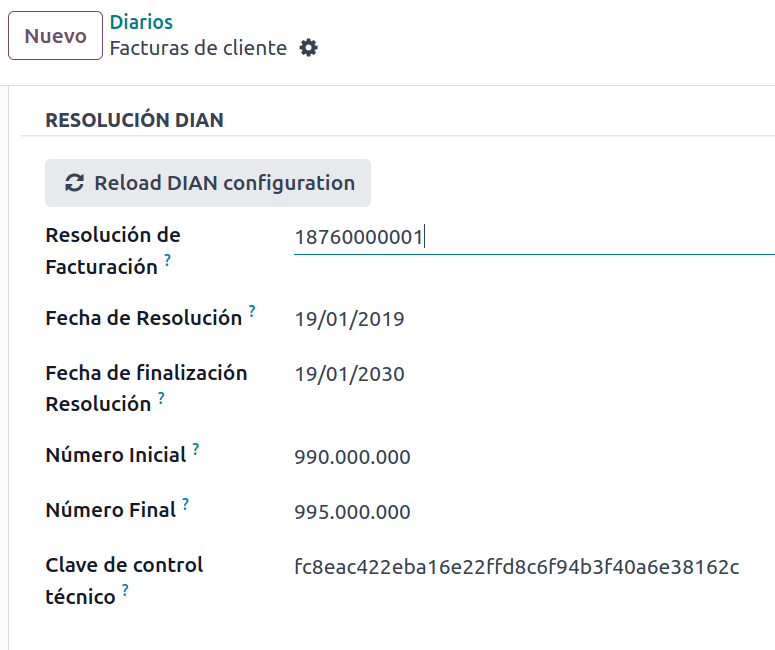 Nuevo
Diarios
Facturas de cliente
RESOLUCIÓN DIAN
Reload DIAN configuration
Resolución de
Facturación ?
18760000001
Fecha de Resolución ?
19/01/2019
Fecha de finalización
Resolución ?
19/01/2030
Número Inicial ?
990.000.000
Número Final ?
995.000.000
Clave de control
técnico ?
fc8eac422eba16e22ffd8c6f94b3f40a6e38162c